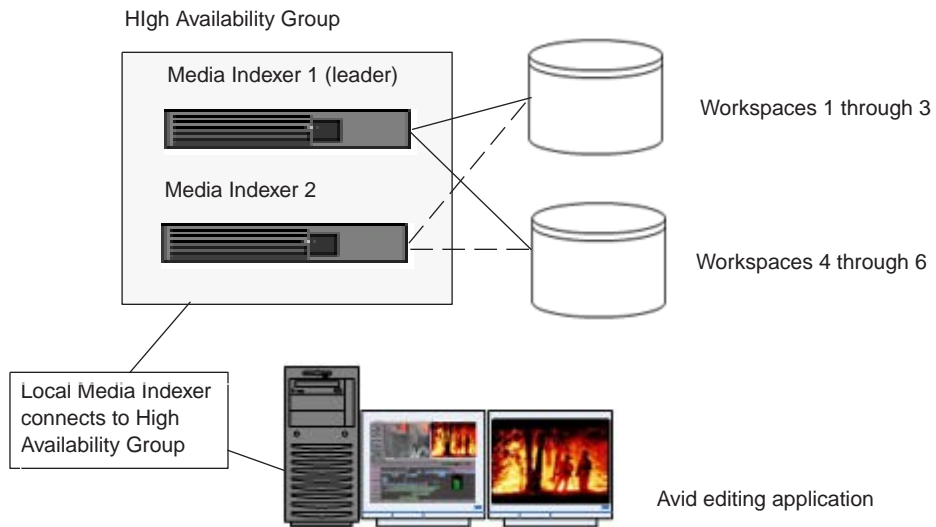 HIgh Availability Group
Media Indexer 1 (leader)
Workspaces 1 through 3
Media Indexer 2
Workspaces 4 through 6
Local Media Indexer
connects to High
Availability Group
Avid editing application